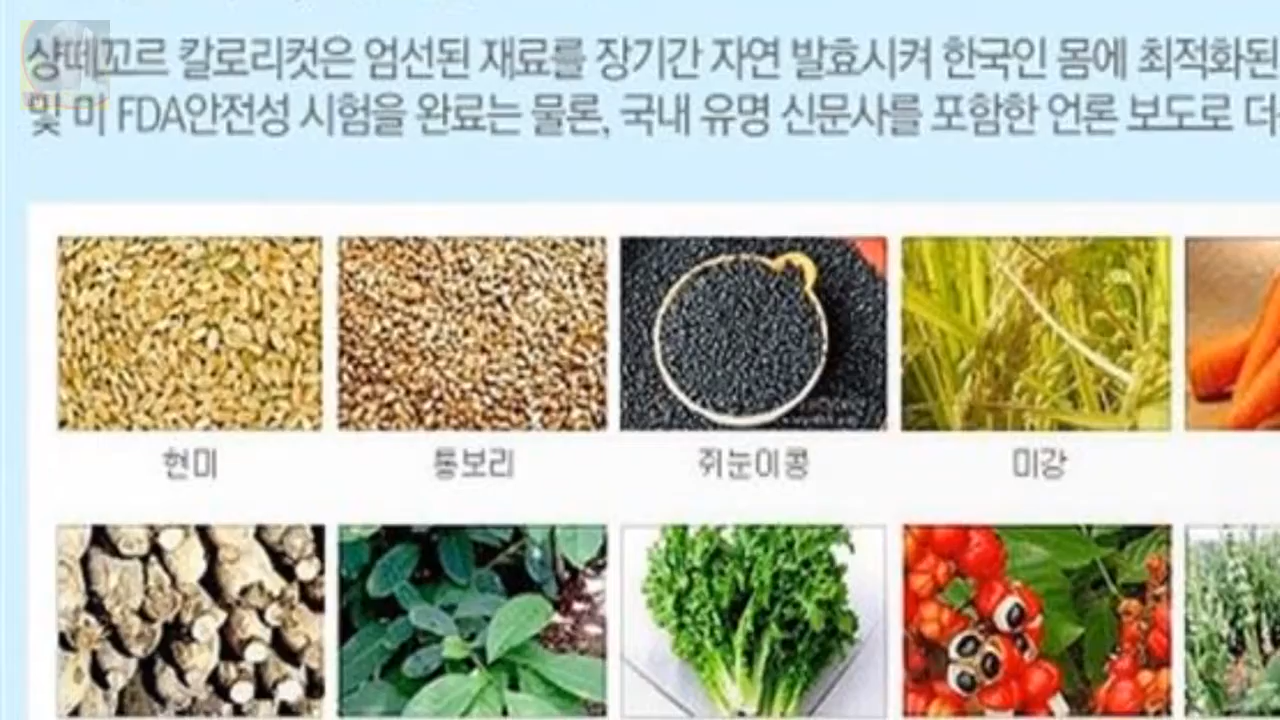 샹떼꼬르 칼로리컷은 엄선된 재료를 장기간 자연 발효시켜 한국인 몸에 최적화된
및 미 FDA안전성 시험을 완료는 물론, 국내 유명 신문사를 포함한 언론 보도로 더
현미 통보리 쥐눈이콩 미강